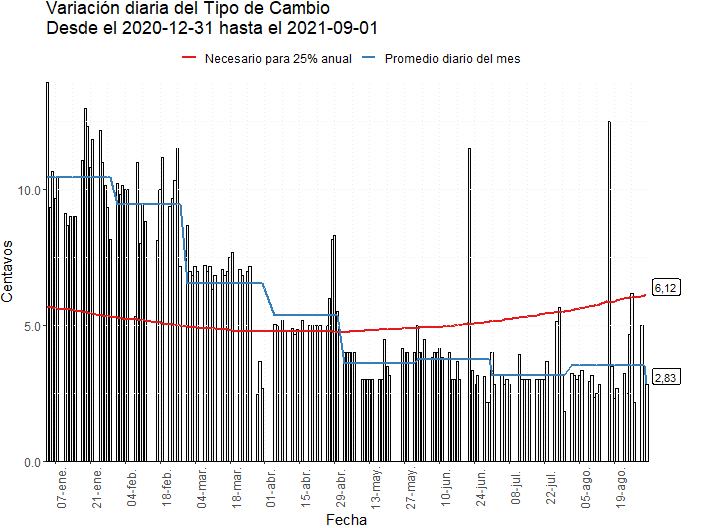 Variación diaria del Tipo de Cambio
Desde el 2020-12-31 hasta el 2021-09-01
Necesario para 25% anual
Promedio diario del mes
Centavos
10.0
5.0
0.0
6,12
2,83
07-ene.
21-ene.
04-feb.
18-feb.
04-mar.
18-mar.
01-abr.
15-abr.
29-abr.
13-may.
27-may.
10-jun.
24-jun.
08-jul.
22-jul.
05-ago.
19-ago.
Fecha